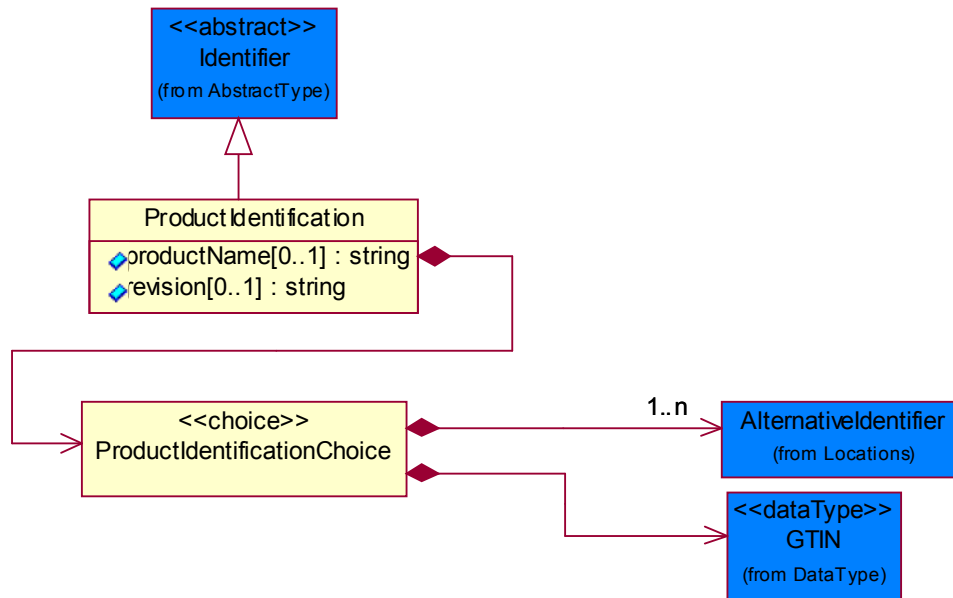 <<abstract>>
Identifier
(from AbstractType)
ProductIdentification
productName[0..1] : string
revision[0..1] : string
<<choice>>
ProductIdentificationChoice
1..n
AlternativeIdentifier
(from Locations)
<<dataType>>
GTIN
(from DataType)